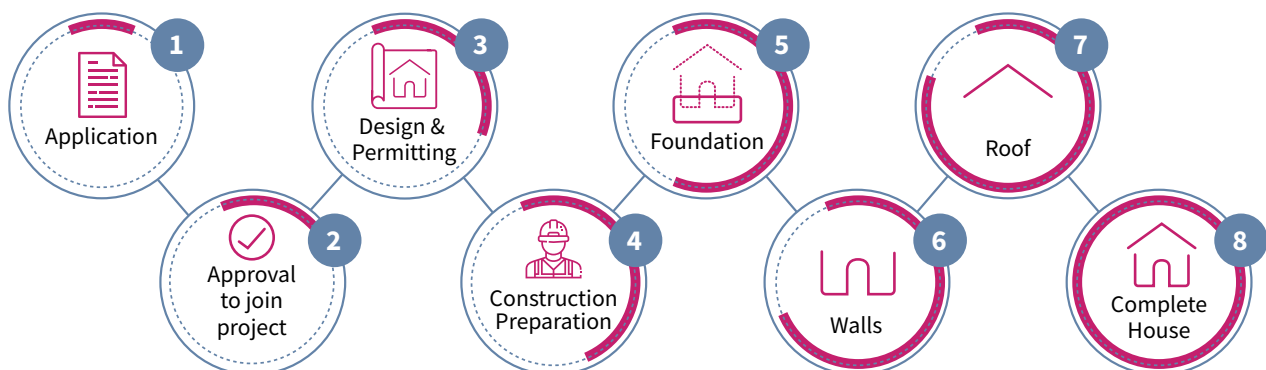 1
Application
2
Approval
to join
project
3
Design &
Permitting
4
Construction
Preparation
5
Foundation
6
Walls
7
Roof
8
Complete
House